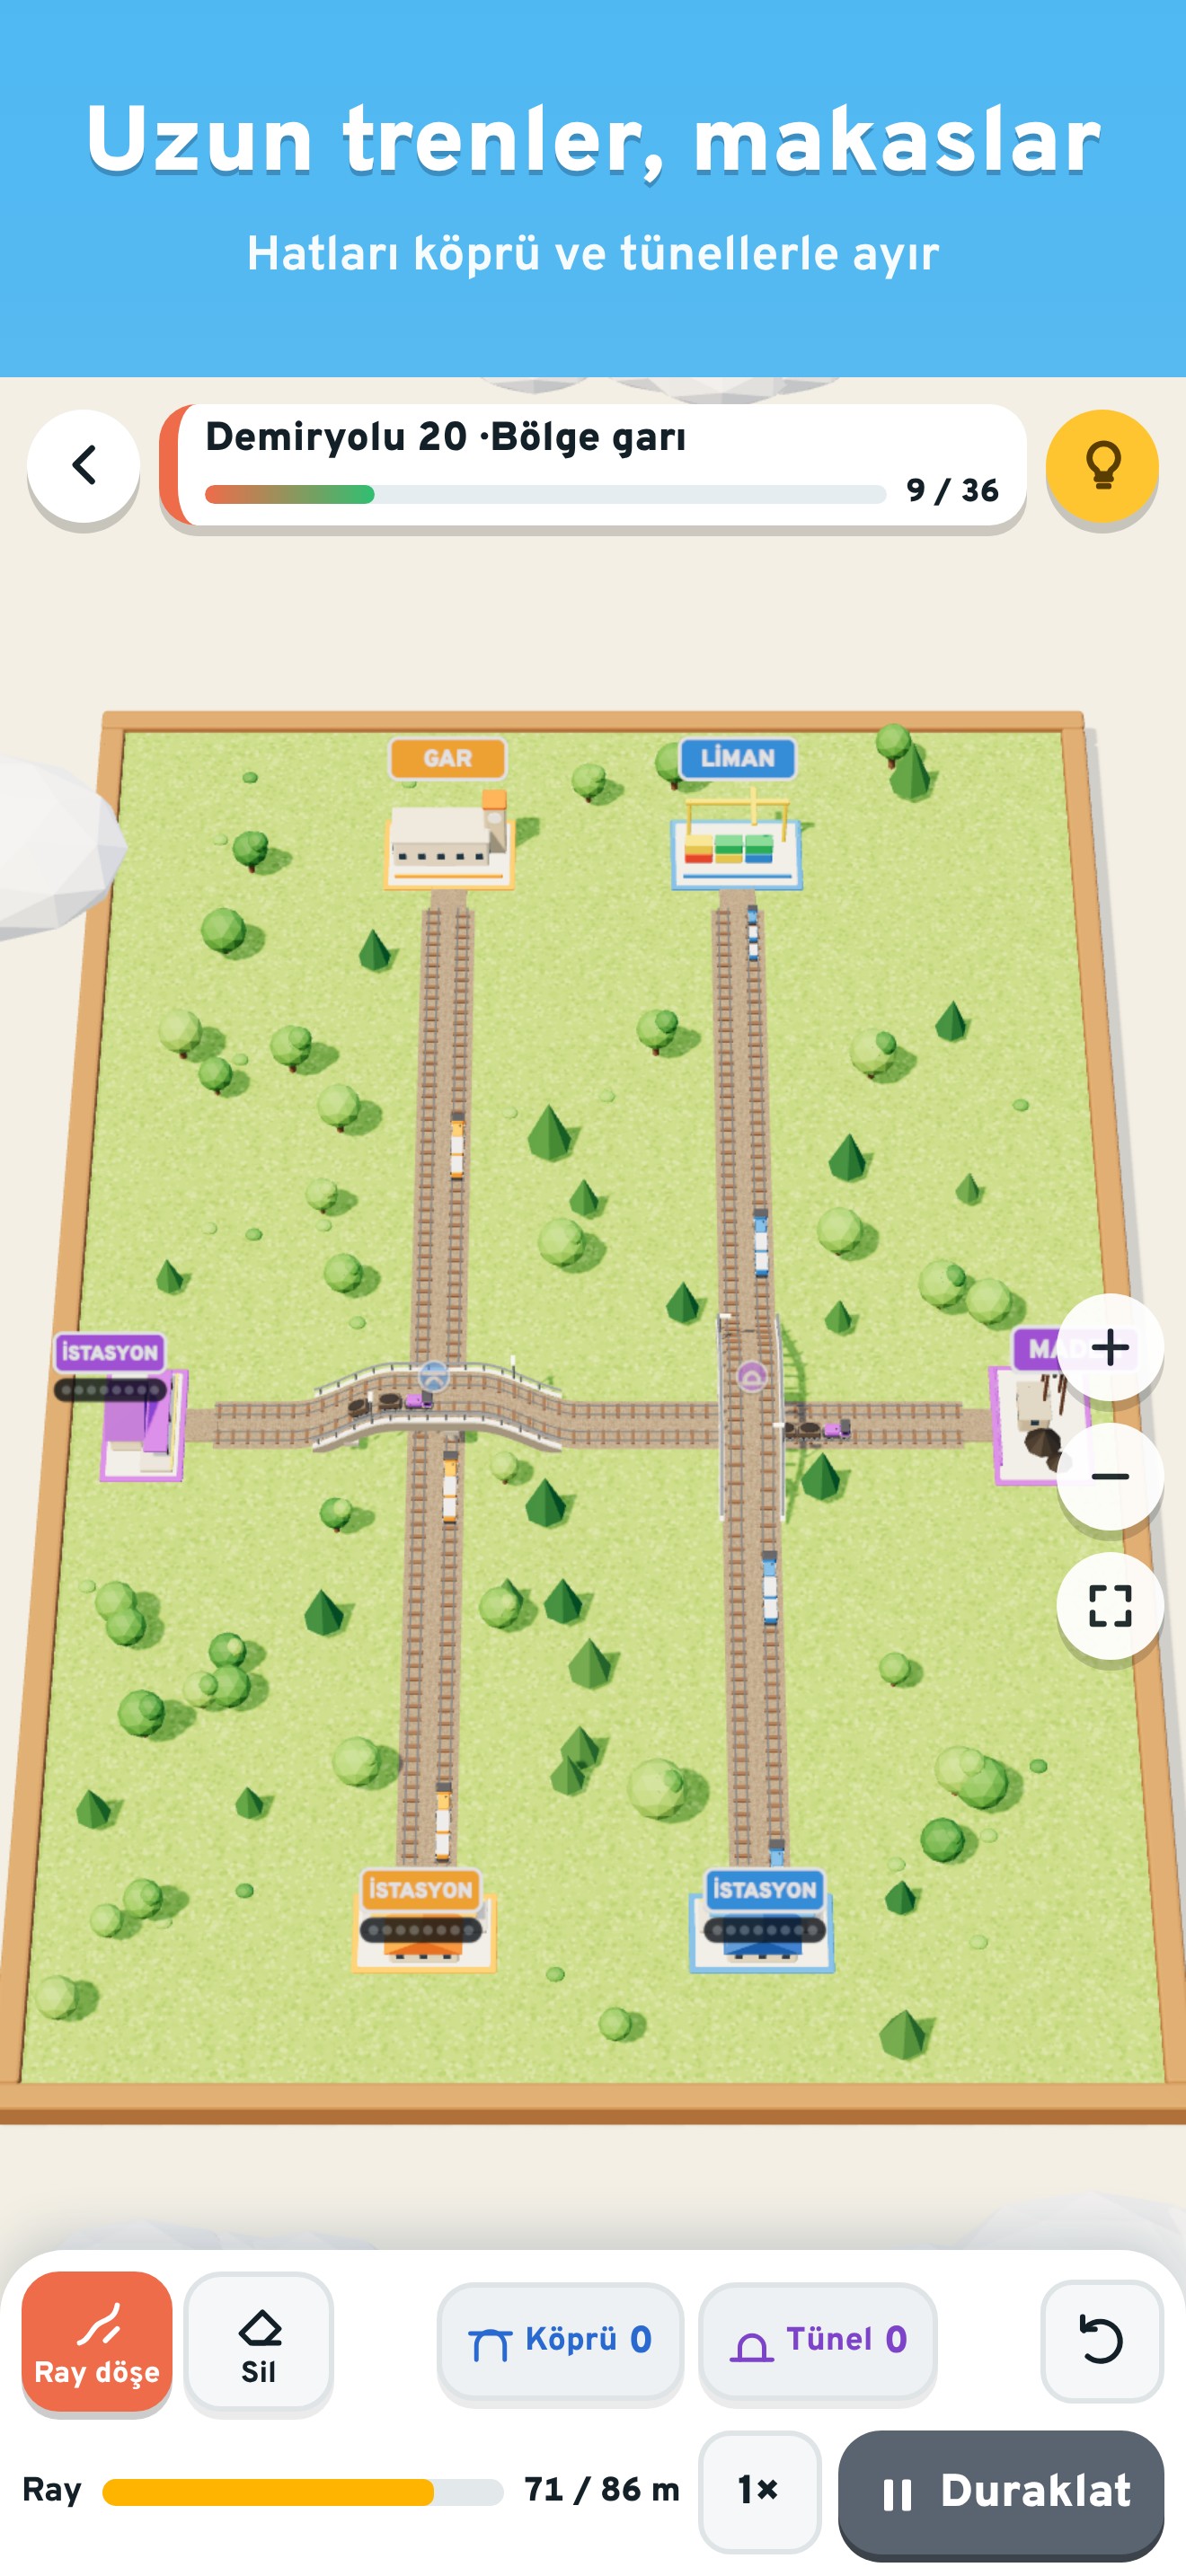 Uzun trenler, makaslar
Hatları köprü ve tünellerle ayır
Demiryolu 20 ·Bölge garı
9 / 36
GAR
LİMAN
İSTASYON
İSTASYON
İSTASYON
Ray döşe
Sil
Köprü 0
Tünel 0
Ray
71 / 86 m
1×
Duraklat